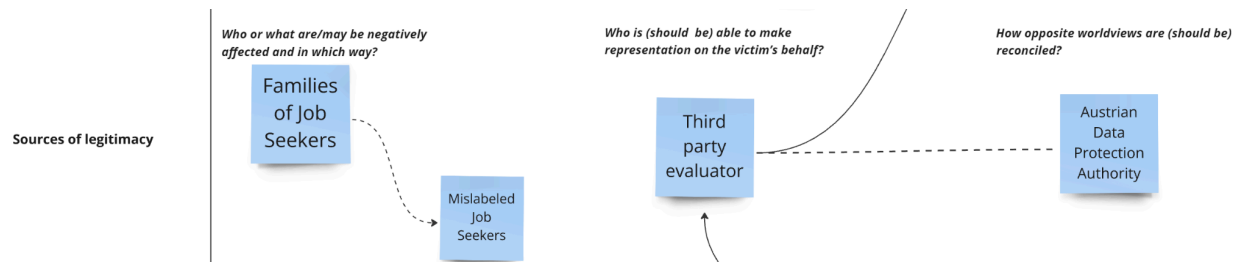 Who or what are/may be negatively
affected and in which way?
Who is (should  be) able to make
representation on the victim's behalf?
How opposite worldviews are (should be)
reconciled?
Sources of legitimacy
Families
of Job
Seekers
Mislabeled
Job
Seekers
Third
party
evaluator
Austrian
Data
Protection
Authority